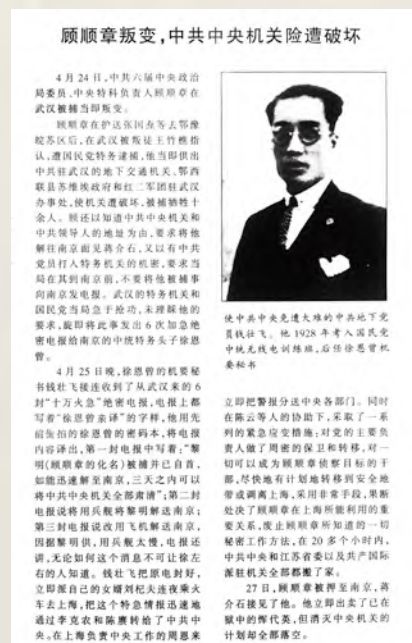 顾顺章叛变,中共中央机关险遭破坏
4月24日,中共六届中央政治
局委员、中央特科负责人顾顺章在
武汉被捕当即叛变。
顾顺章在护送张国焘等去鄂豫
皖苏区后,在武汉被叛徒王竹樵指
认,遭国民党特务逮捕,他当即供出
中共驻武汉的地下交通机关、鄂西
联县苏维埃政府和红二军团驻武汉
办事处,使机关遭破坏,被捕牺牲十
余人。顾还以知道中共中央机关和
中共领导人的地址为由,要求将他
解往南京面见蒋介石,又以有中共
党员打入特务机关的机密,要求当
局在其到南京前,不要将他被捕事
向南京发电报。武汉的特务机关和
国民党当局急于抢功,未理睬他的
要求,旋即将此事发出6次加急绝
密电报给南京的中统特务头子徐恩
曾。
4月25日晚,徐恩曾的机要秘
书钱壮飞接连收到了从武汉来的6
封“十万火急”绝密电报,电报上都
写着“徐恩曾亲译”的字样,他用先
前偷拍的徐恩曾的密码本,将电报
内容译出,第一封电报中写着:“黎
明(顾顺章的化名)被捕并已自首,
如能迅速解至南京,三天之内可以
将中共中央机关全部肃清”;第二封
电报说将用兵舰将黎明解送南京;
第三封电报说改用飞机解送南京,
因据黎明供,用兵舰太慢,电报还
讲,无论如何这个消息不可让徐左
右的人知道。钱壮飞把原电封好,
立即派自己的女婿刘杞夫连夜乘火
车去上海,把这个特急情报迅速地
通过李克农和陈赓转给了中共中
央。在上海负责中央工作的周恩来
使中共中央免遭大难的中共地下党
员钱壮飞。他1928年考入国民党
中统无线电训练班,后任徐恩曾机
要秘书
立即把警报分送中央各部门。同时
在陈云等人的协助下,采取了一系
列的紧急应变措施:对党的主要负
责人做了周密的保卫和转移,对一
切可以成为顾顺章侦察目标的干
部,尽快地有计划地转移到安全地
带或调离上海,采用非常手段,果断
处决了顾顺章在上海所能利用的重
要关系,废止顾顺章所知道的一切
秘密工作方法,在20多个小时内,
中共中央和江苏省委以及共产国际
派驻机关全部都搬了家。
27日,顾顺章被押至南京,蒋
介石接见了他。他立即出卖了已在
狱中的恽代英,但消灭中央机关的
计划却全部落空。